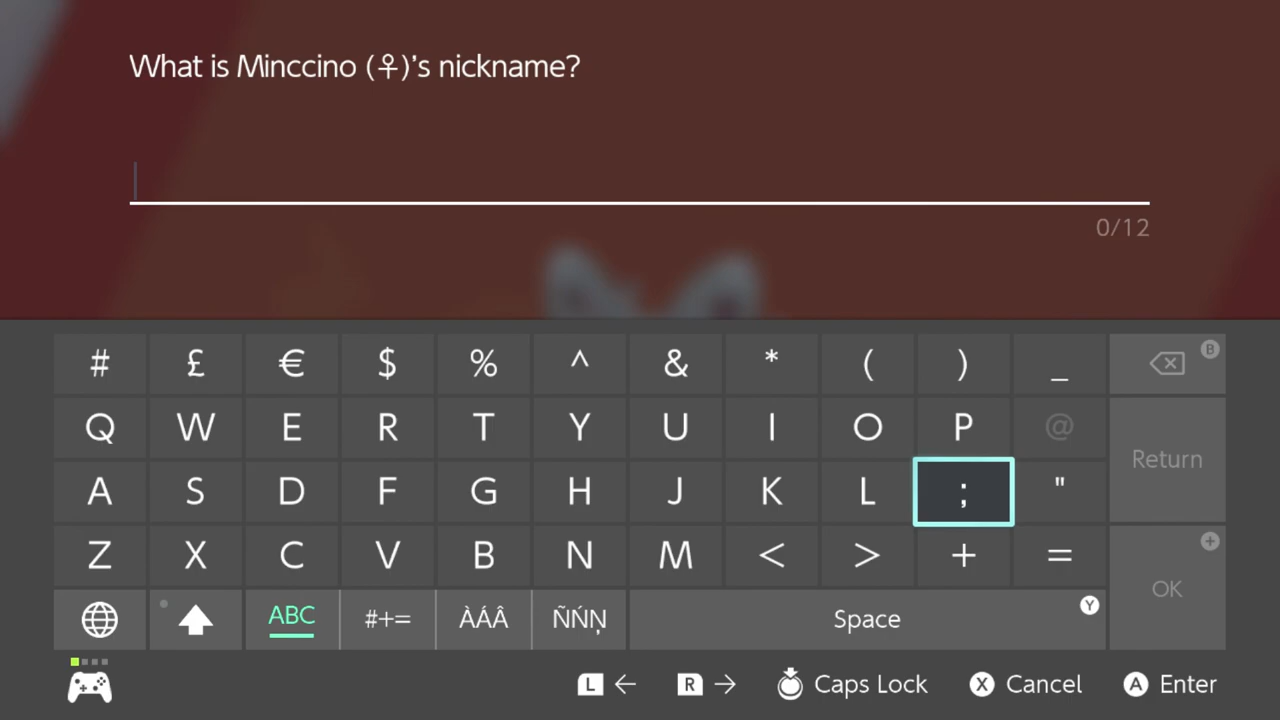 What is Minccino (♀)'s nickname?
0/12
# £ € $ % ^ & * ( ) _ B
Q W E R T Y U I O P @
Return
A S D F G H J K L ; "
Z X C V B N M < > + =
OK
ABC #+= ÀÁÂ ÑŃŅ Space Y
L ← R → Caps Lock X Cancel A Enter